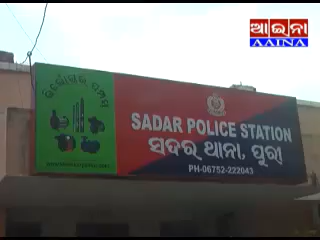 ଆଇନା
AAINA
SADAR POLICE STATION
ସଦର ଥାନା, ପୁରୀ
PH-06752-222043